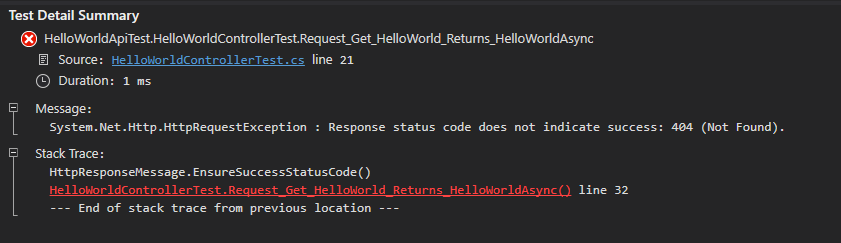 Test Detail Summary
HelloWorldApiTest.HelloWorldControllerTest.Request_Get_HelloWorld_Returns_HelloWorldAsync
Source: HelloWorldControllerTest.cs line 21
Duration: 1 ms
Message:
System.Net.Http.HttpRequestException : Response status code does not indicate success: 404 (Not Found).
Stack Trace:
HttpResponseMessage.EnsureSuccessStatusCode()
HelloWorldControllerTest.Request_Get_HelloWorld_Returns_HelloWorldAsync() line 32
--- End of stack trace from previous location ---